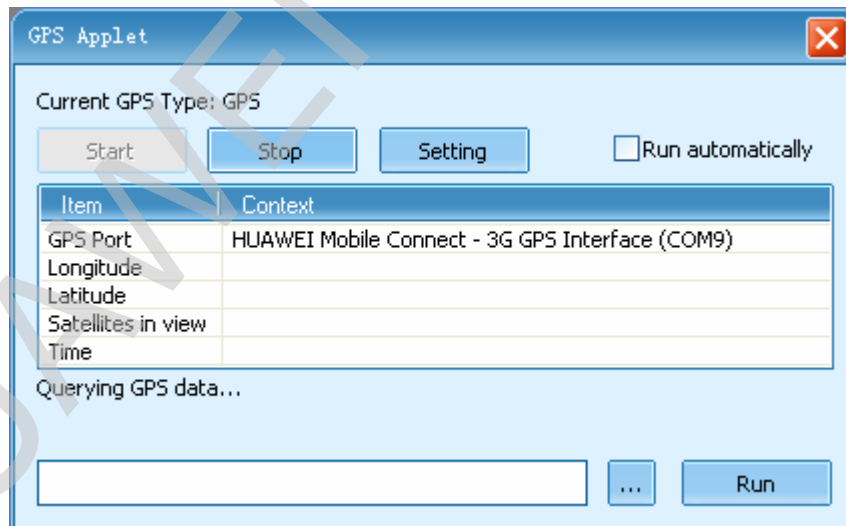 GPS Applet
Current GPS Type: GPS
Start Stop Setting Run automatically
Item Context
GPS Port HUAWEI Mobile Connect - 3G GPS Interface (COM9)
Longitude
Latitude
Satellites in view
Time
Querying GPS data...
... Run
HUAWEI